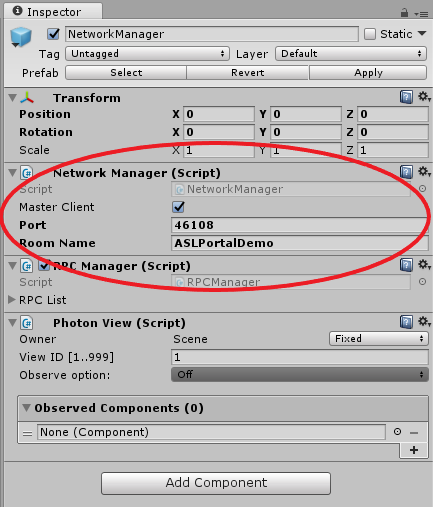 Inspector
NetworkManager Static
Tag Untagged Layer Default
Prefab Select Revert Apply
Transform
Position X 0 Y 0 Z 0
Rotation X 0 Y 0 Z 0
Scale X 1 Y 1 Z 1
Network Manager (Script)
Script NetworkManager
Master Client
Port 46108
Room Name ASLPortalDemo
RPC Manager (Script)
Script RPCManager
RPC List
Photon View (Script)
Owner Scene Fixed
View ID [1..999] 1
Observe option: Off
Observed Components (0)
None (Component)
Add Component